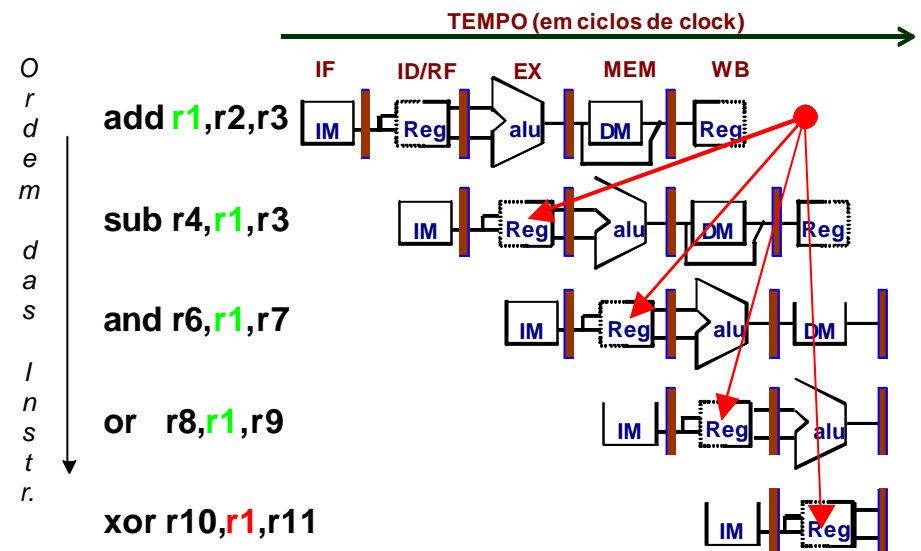 TEMPO (em ciclos de clock)
IF ID/RF EX MEM WB
Ordem das Instr.
add r1,r2,r3 IM Reg alu DM Reg
sub r4,r1,r3 IM Reg alu DM Reg
and r6,r1,r7 IM Reg alu DM
or r8,r1,r9 IM Reg alu
xor r10,r1,r11 IM Reg